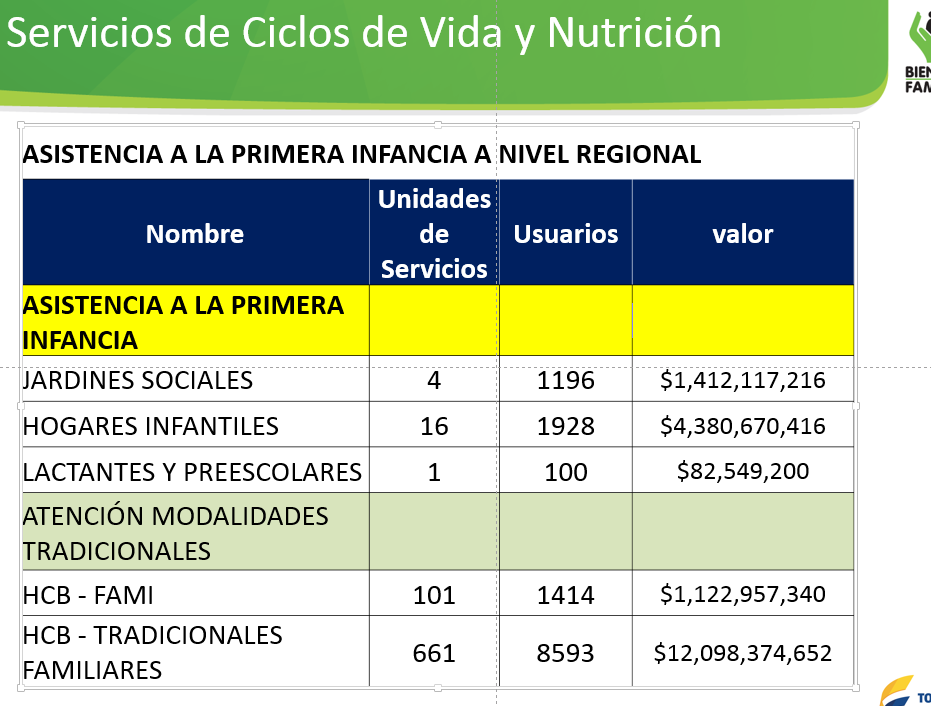 Servicios de Ciclos de Vida y Nutrición
BIEN
FAM
ASISTENCIA A LA PRIMERA INFANCIA A NIVEL REGIONAL
Nombre Unidades de Servicios Usuarios valor
ASISTENCIA A LA PRIMERA
INFANCIA
JARDINES SOCIALES 4 1196 $1,412,117,216
HOGARES INFANTILES 16 1928 $4,380,670,416
LACTANTES Y PREESCOLARES 1 100 $82,549,200
ATENCIÓN MODALIDADES
TRADICIONALES
HCB - FAMI 101 1414 $1,122,957,340
HCB - TRADICIONALES
FAMILIARES 661 8593 $12,098,374,652
TO